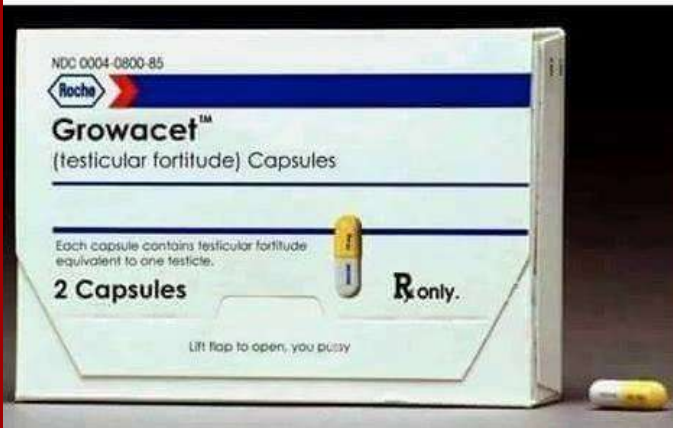 NDC 0004-0800-85
Roche
Growacet™
(testicular fortitude) Capsules
Each capsule contains testicular fortitude
equivalent to one testicle.
2 Capsules
℞ only.
Lift flap to open, you pussy